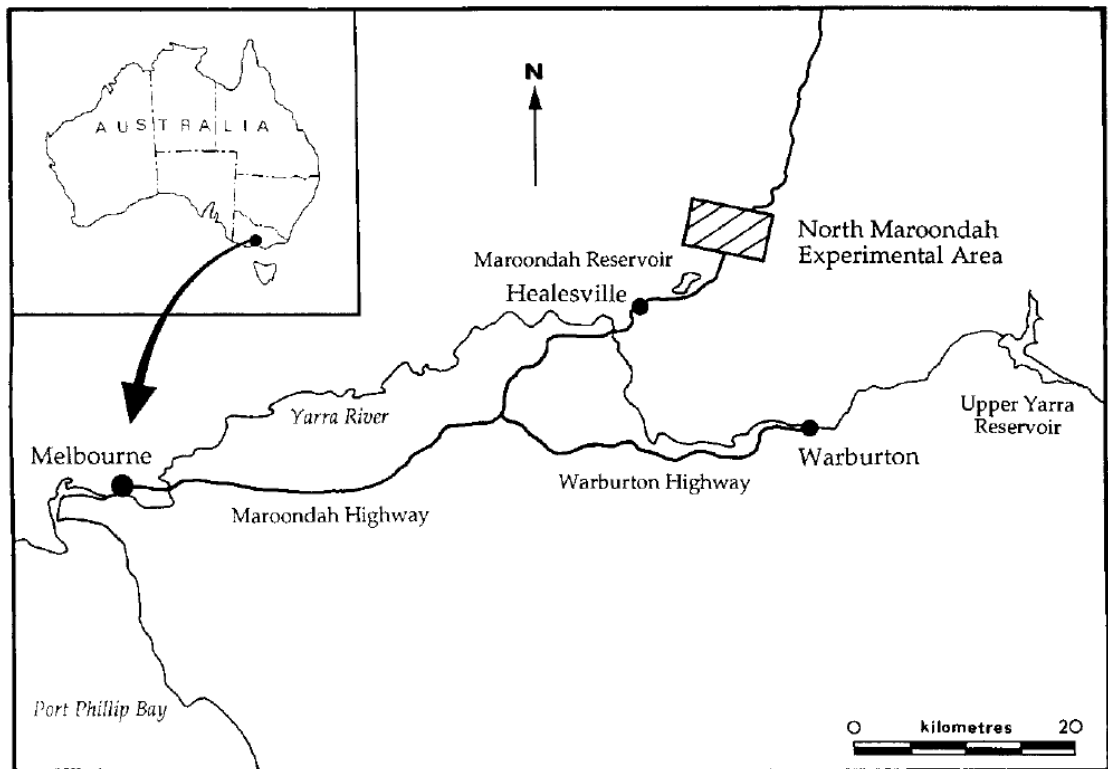 AUSTRALIA
N
North Maroondah
Experimental Area
Maroondah Reservoir
Healesville
Yarra River
Upper Yarra
Reservoir
Melbourne
Warburton
Warburton Highway
Maroondah Highway
Port Phillip Bay
0 kilometres 20